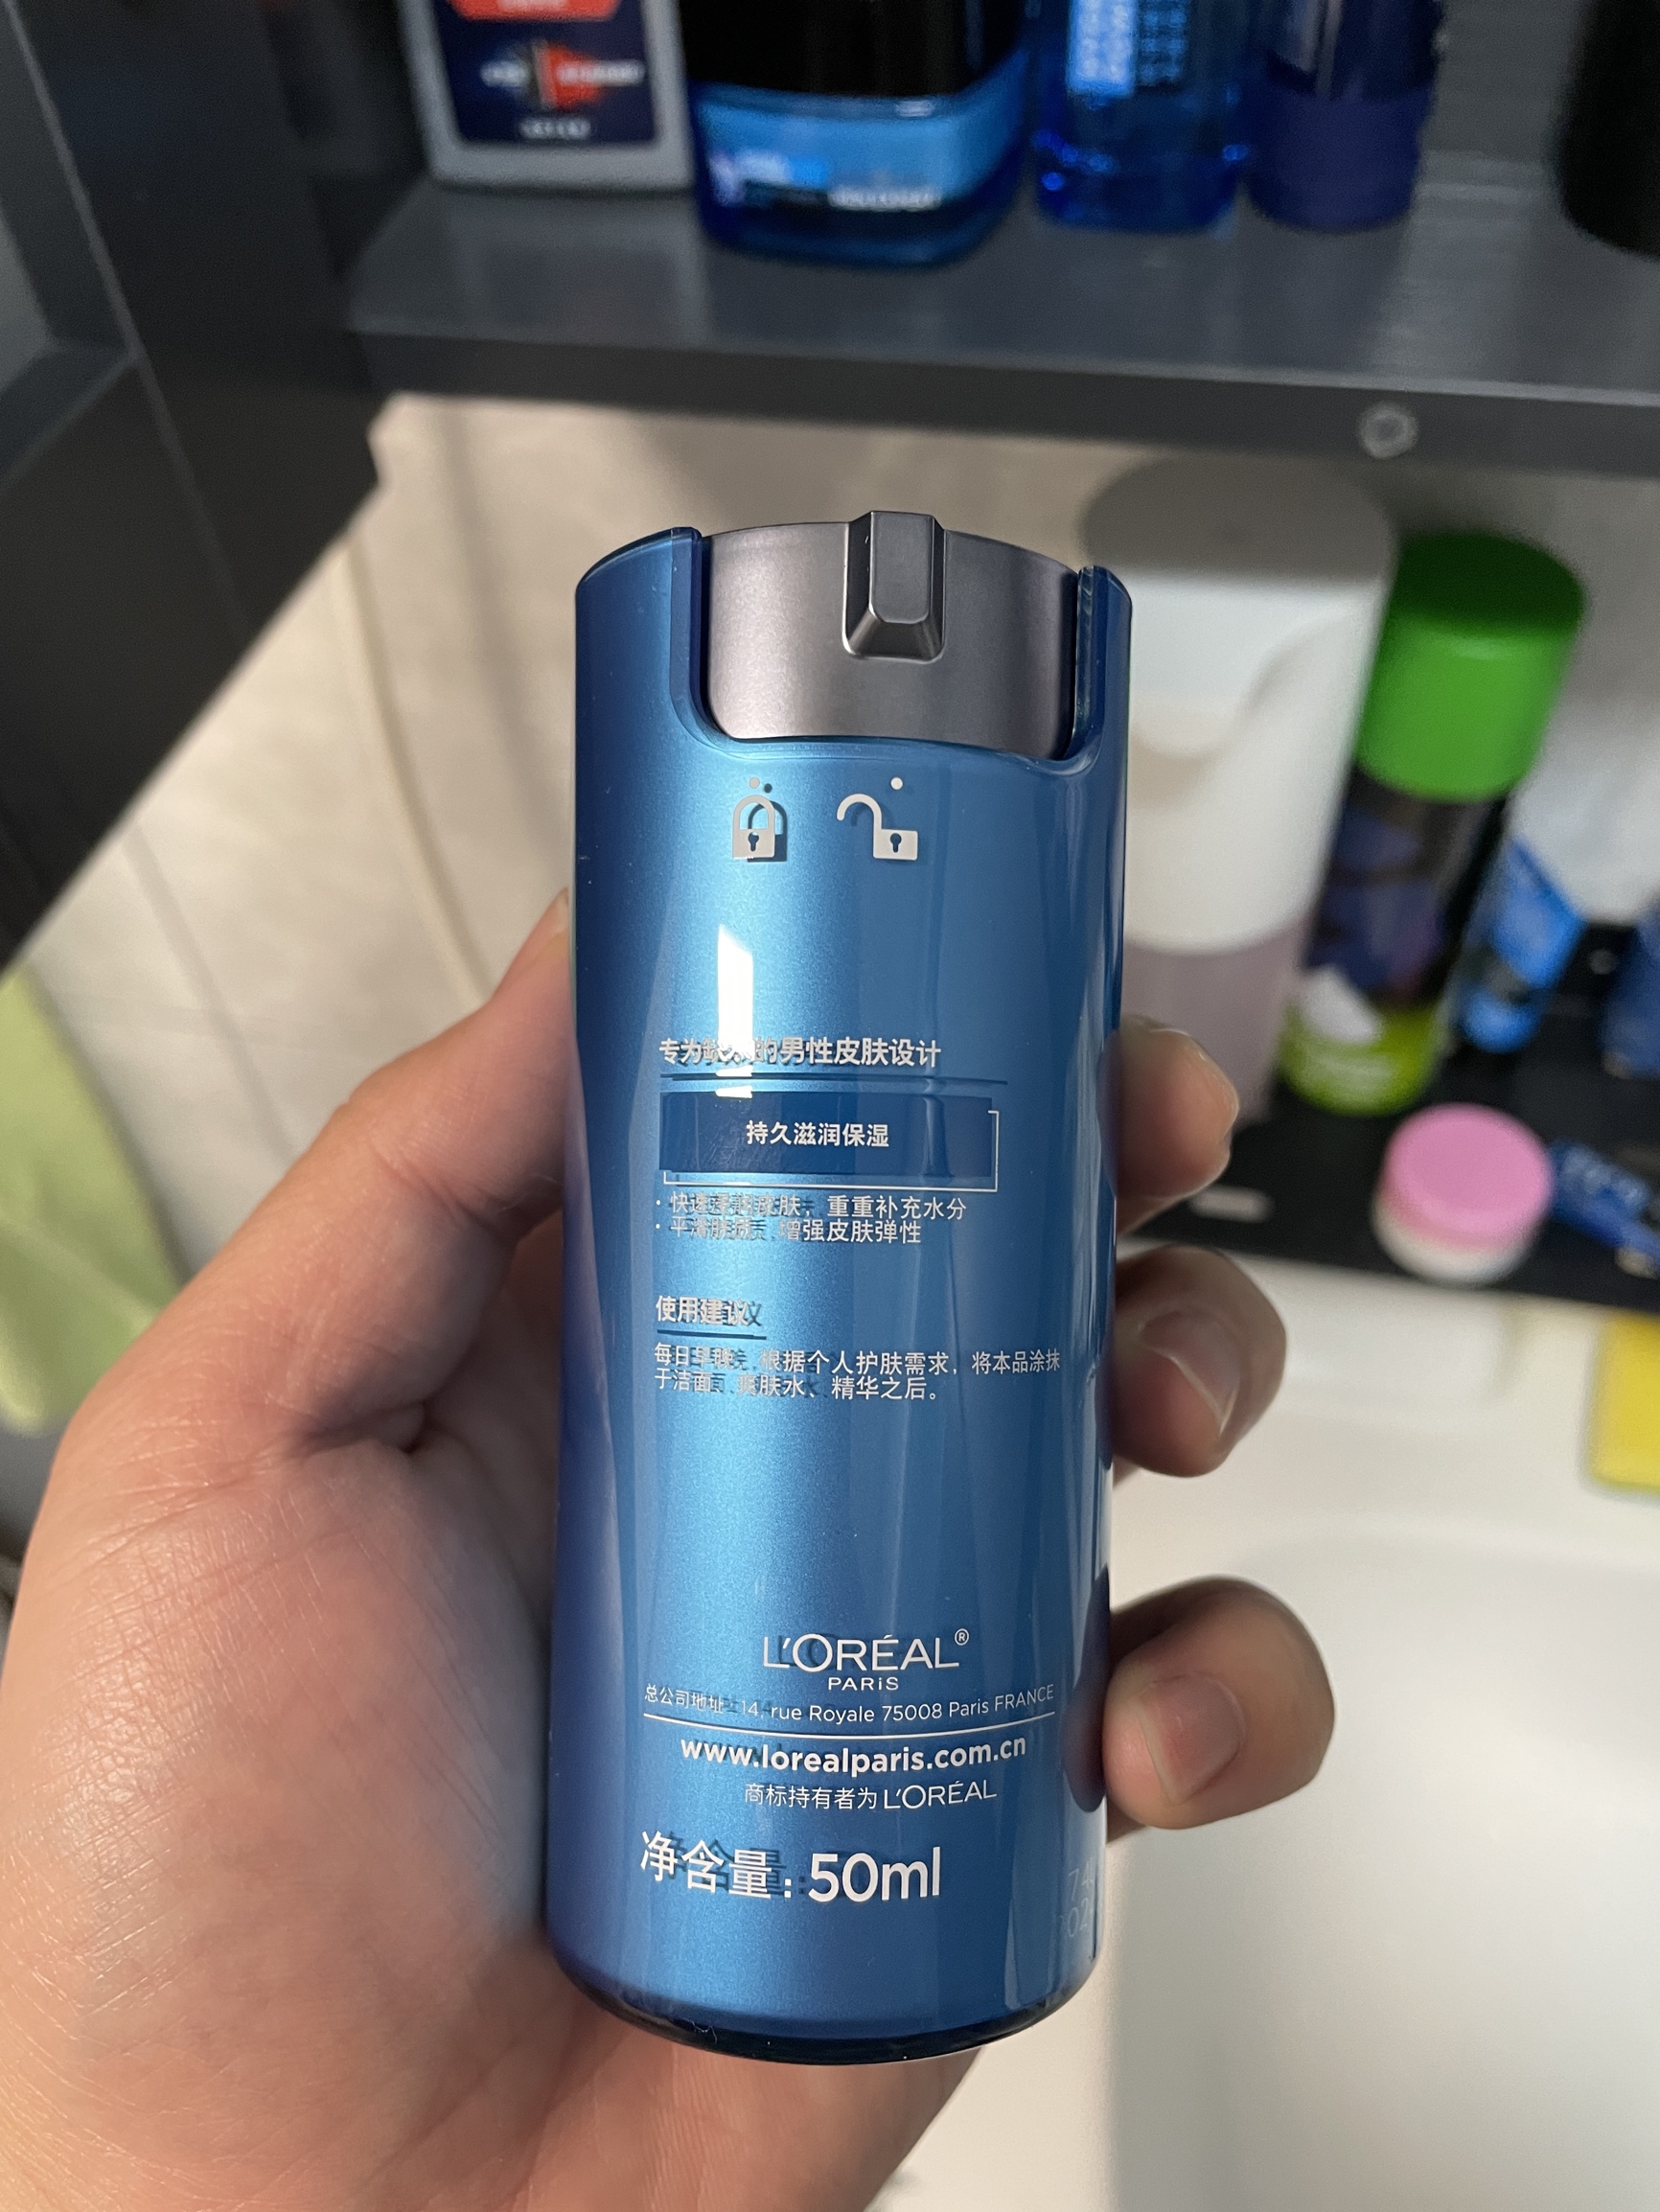 专为缺水的男性皮肤设计
持久滋润保湿
· 快速浸润皮肤，重重补充水分
· 平滑肤质，增强皮肤弹性
使用建议
每日早晚，根据个人护肤需求，将本品涂抹
于洁面、爽肤水、精华之后。
L'ORÉAL®
PARiS
总公司地址：14, rue Royale 75008 Paris FRANCE
www.lorealparis.com.cn
商标持有者为L'ORÉAL
净含量：50ml